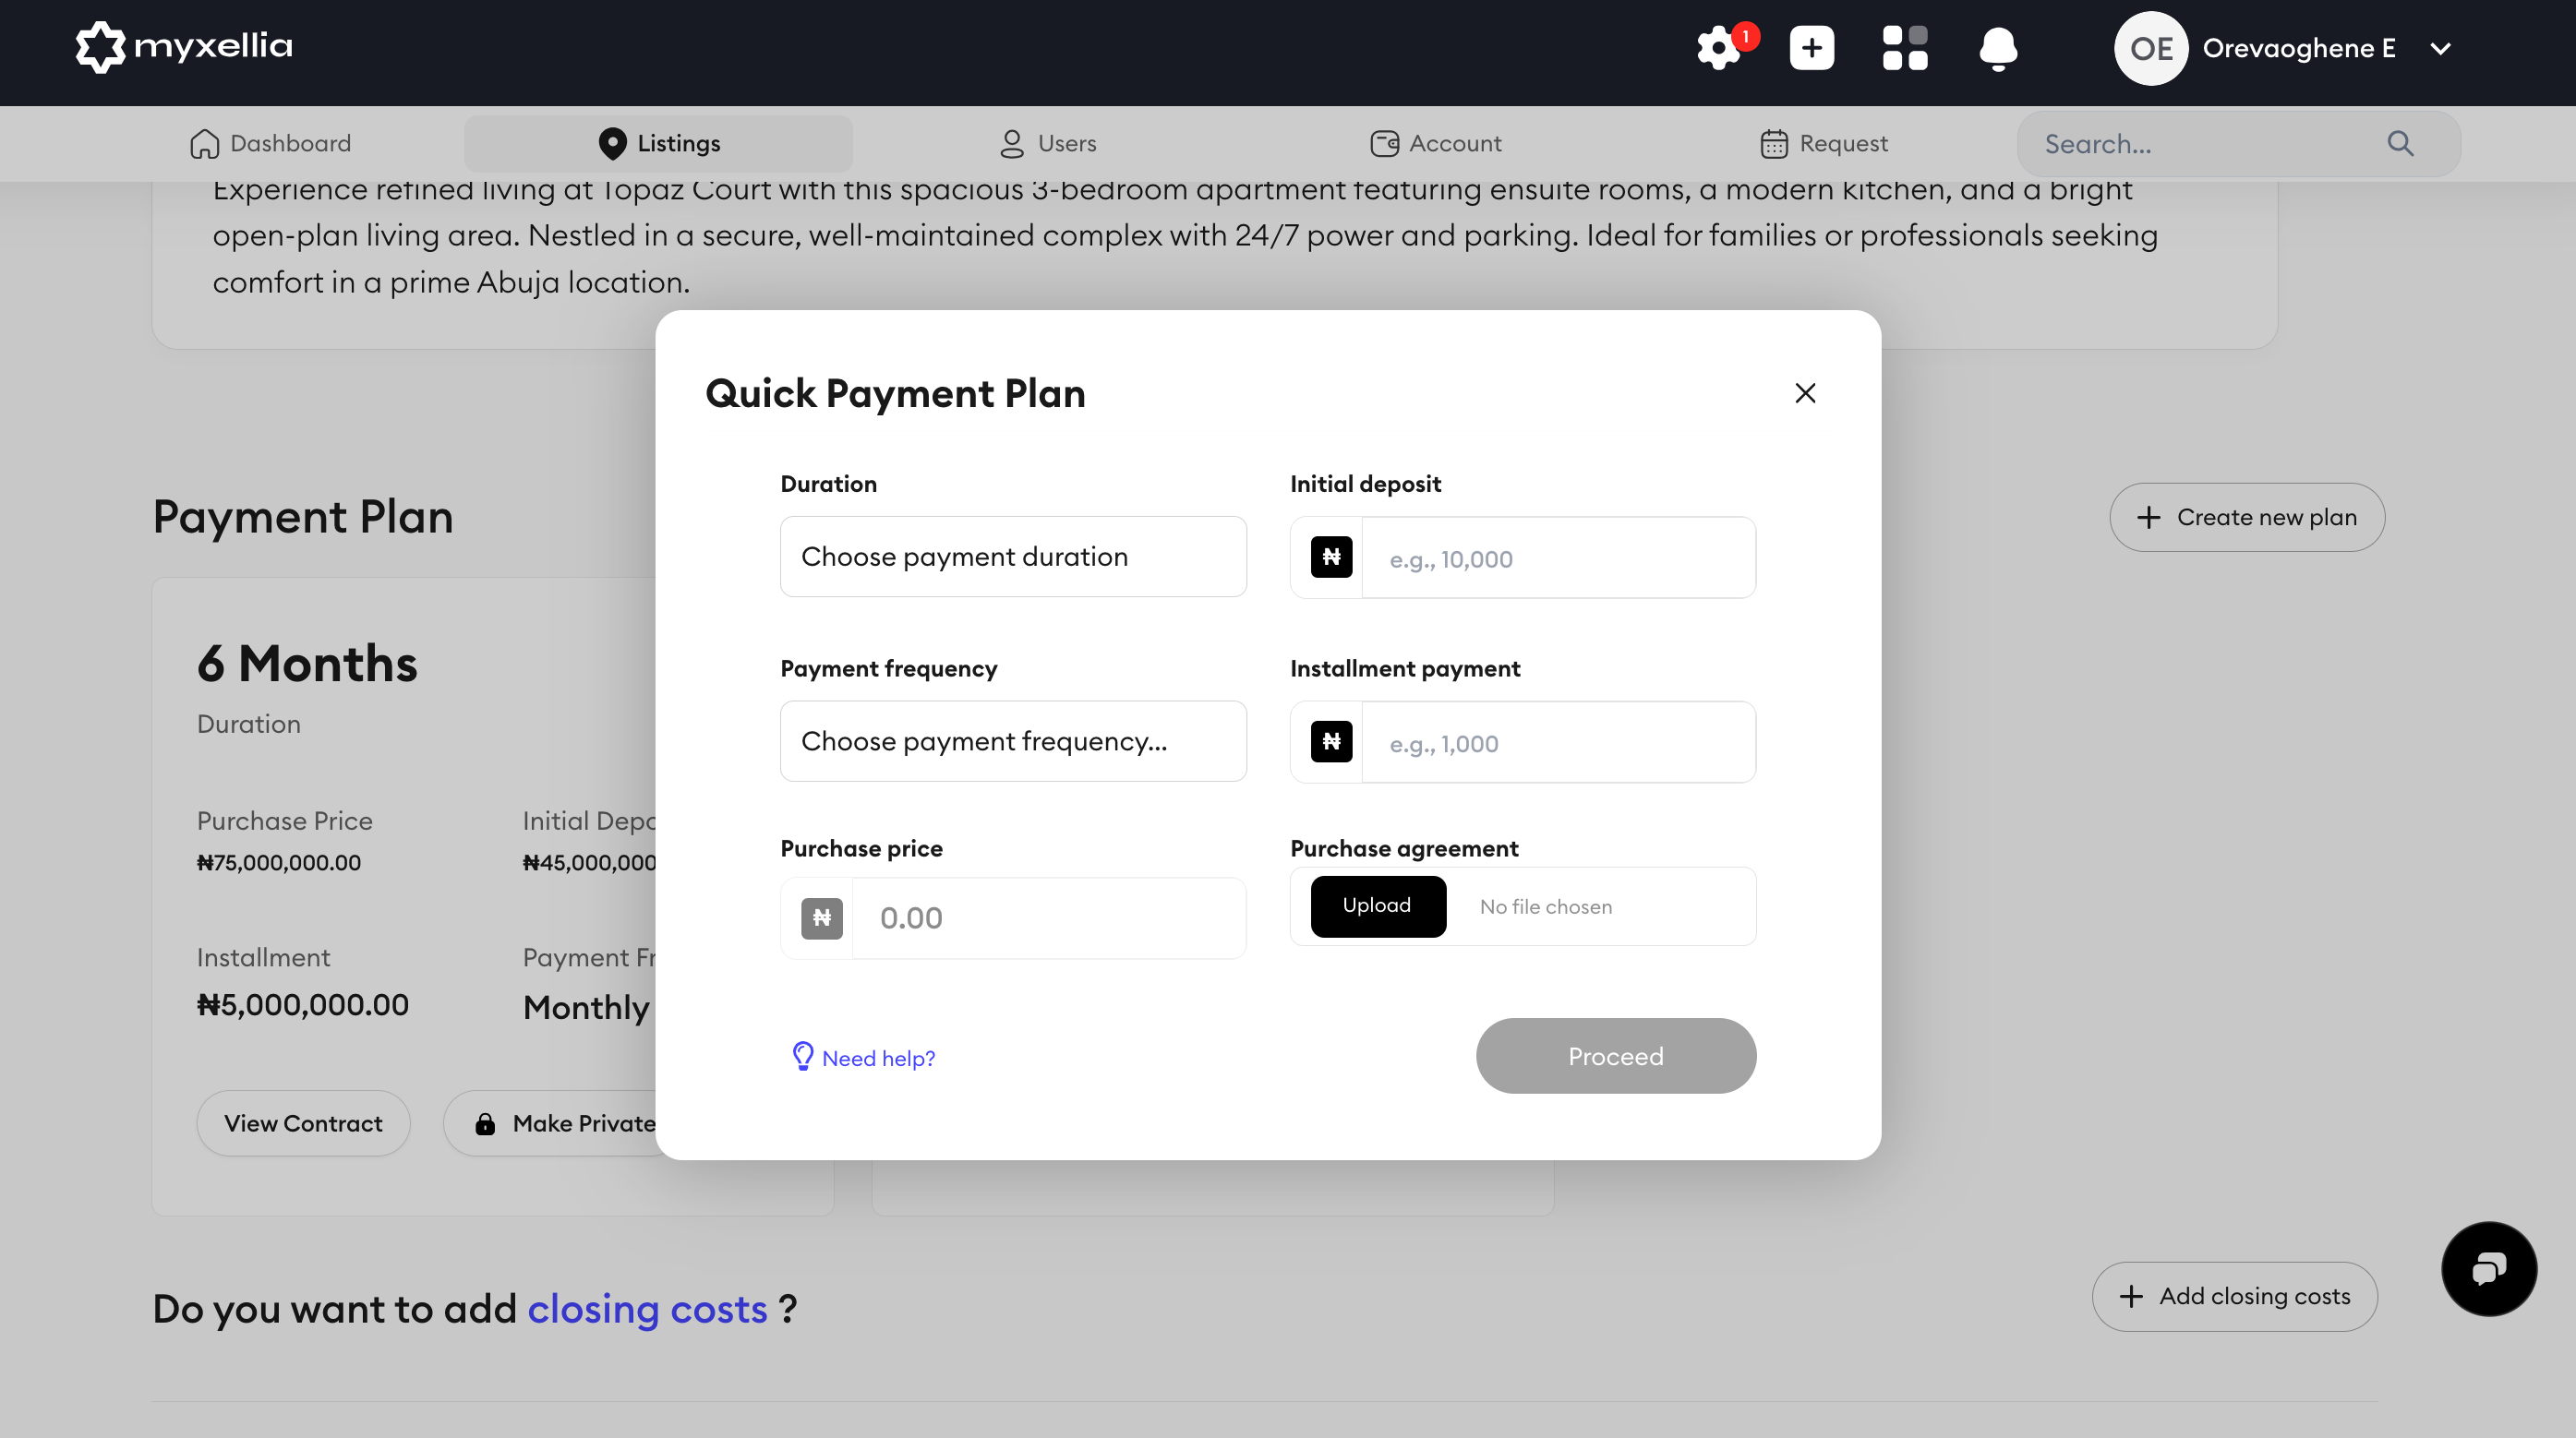 myxellia
1
OE
Orevaoghene E
Dashboard
Listings
Users
Account
Request
Search...
Experience refined living at Topaz Court with this spacious 3-bedroom apartment featuring ensuite rooms, a modern kitchen, and a bright
open-plan living area. Nestled in a secure, well-maintained complex with 24/7 power and parking. Ideal for families or professionals seeking
comfort in a prime Abuja location.
Payment Plan
Create new plan
6 Months
Duration
Purchase Price
Initial Depo
₦75,000,000.00
₦45,000,000
Installment
Payment Fr
₦5,000,000.00
Monthly
View Contract
Make Private
Quick Payment Plan
Duration
Initial deposit
Choose payment duration
₦
e.g., 10,000
Payment frequency
Installment payment
Choose payment frequency...
₦
e.g., 1,000
Purchase price
Purchase agreement
₦
0.00
Upload
No file chosen
Need help?
Proceed
Do you want to add closing costs ?
Add closing costs